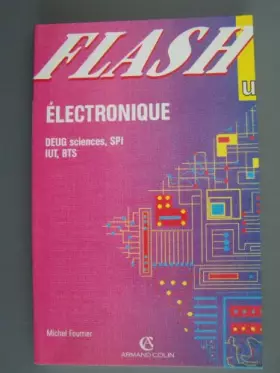 FLASH
U
ÉLECTRONIQUE
DEUG sciences, SPI
IUT, BTS
Michel Fournier
ARMAND COLIN